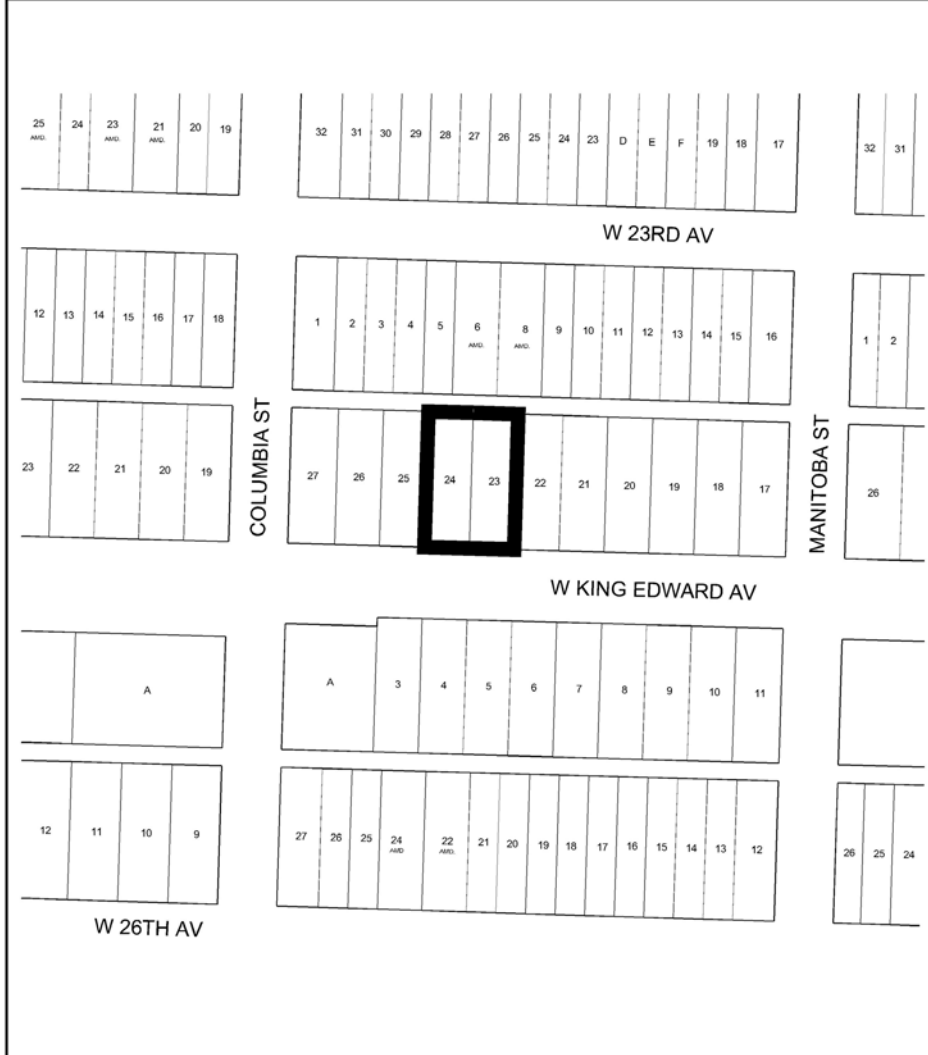 25 24 23 21 20 19
AMD. AMD. AMD.
32 31 30 29 28 27 26 25 24 23 D E F 19 18 17
32 31
W 23RD AV
12 13 14 15 16 17 18
1 2 3 4 5 6 8 9 10 11 12 13 14 15 16
AMD. AMD.
1 2
COLUMBIA ST
MANITOBA ST
23 22 21 20 19
27 26 25 24 23 22 21 20 19 18 17
26
W KING EDWARD AV
A
A 3 4 5 6 7 8 9 10 11
12 11 10 9
27 26 25 24 22 21 20 19 18 17 16 15 14 13 12
AMD AMD.
26 25 24
W 26TH AV